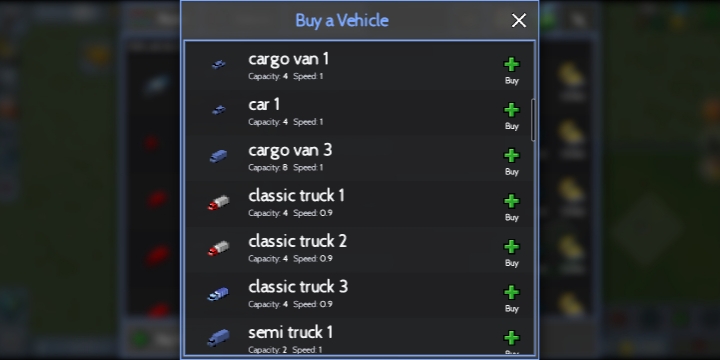 Buy a Vehicle
cargo van 1
Capacity: 4 Speed: 1
Buy
car 1
Capacity: 4 Speed: 1
Buy
cargo van 3
Capacity: 8 Speed: 1
Buy
classic truck 1
Capacity: 4 Speed: 0.9
Buy
classic truck 2
Capacity: 4 Speed: 0.9
Buy
classic truck 3
Capacity: 4 Speed: 0.9
Buy
semi truck 1
Capacity: 2 Speed: 1